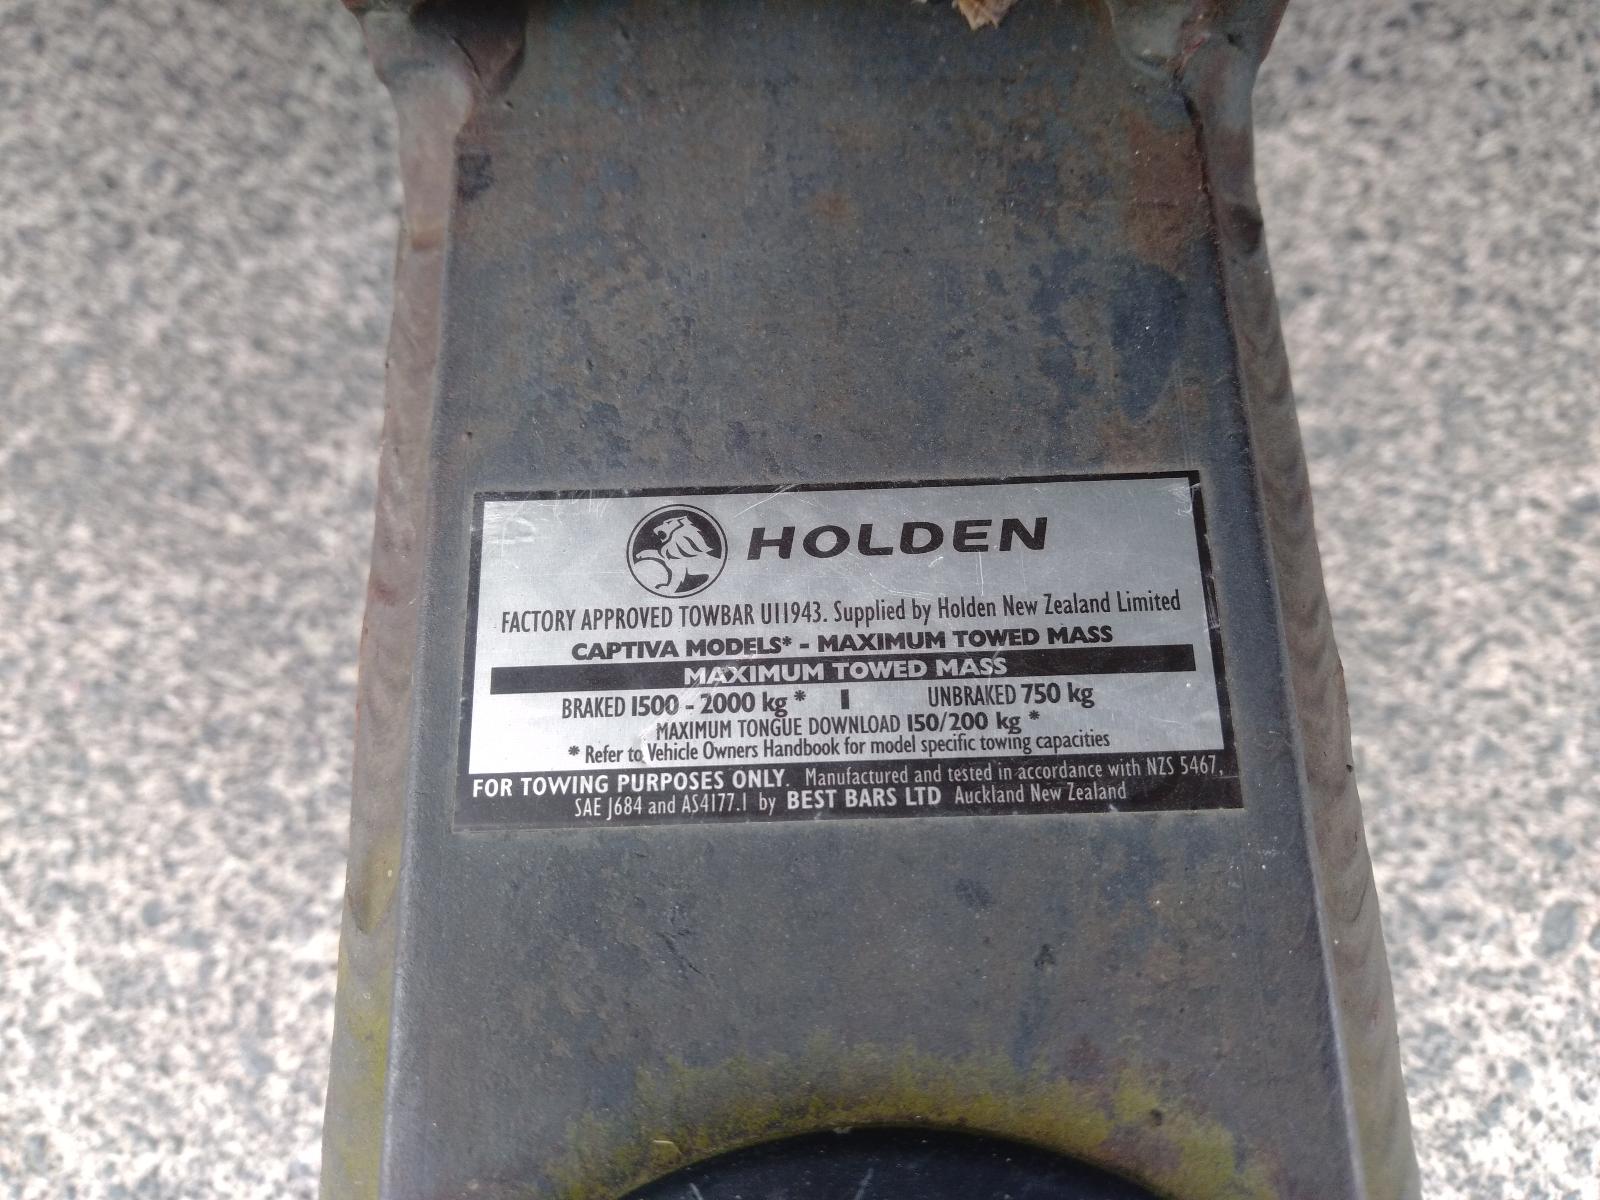 HOLDEN
FACTORY APPROVED TOWBAR U11943. Supplied by Holden New Zealand Limited
CAPTIVA MODELS* - MAXIMUM TOWED MASS
MAXIMUM TOWED MASS
BRAKED 1500 - 2000 kg * | UNBRAKED 750 kg
MAXIMUM TONGUE DOWNLOAD 150/200 kg *
* Refer to Vehicle Owners Handbook for model specific towing capacities
FOR TOWING PURPOSES ONLY. Manufactured and tested in accordance with NZS 5467,
SAE J684 and AS4177.1 by BEST BARS LTD Auckland New Zealand